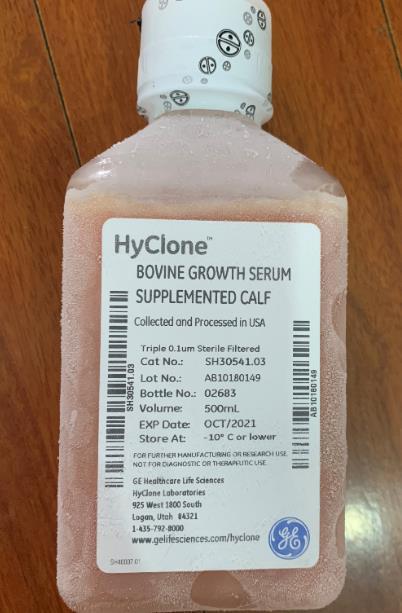 HyClone™
BOVINE GROWTH SERUM
SUPPLEMENTED CALF
Collected and Processed in USA
Triple 0.1um Sterile Filtered
Cat No.: SH30541.03
Lot No.: AB10180149
Bottle No.: 02683
Volume: 500mL
EXP Date: OCT/2021
Store At: -10° C or lower
FOR FURTHER MANUFACTURING OR RESEARCH USE.
NOT FOR DIAGNOSTIC OR THERAPEUTIC USE.
GE Healthcare Life Sciences
HyClone Laboratories
925 West 1800 South
Logan, Utah 84321
1-435-792-8000
www.gelifesciences.com/hyclone
GE
SH30541.03
AB10180149
SH40007.01